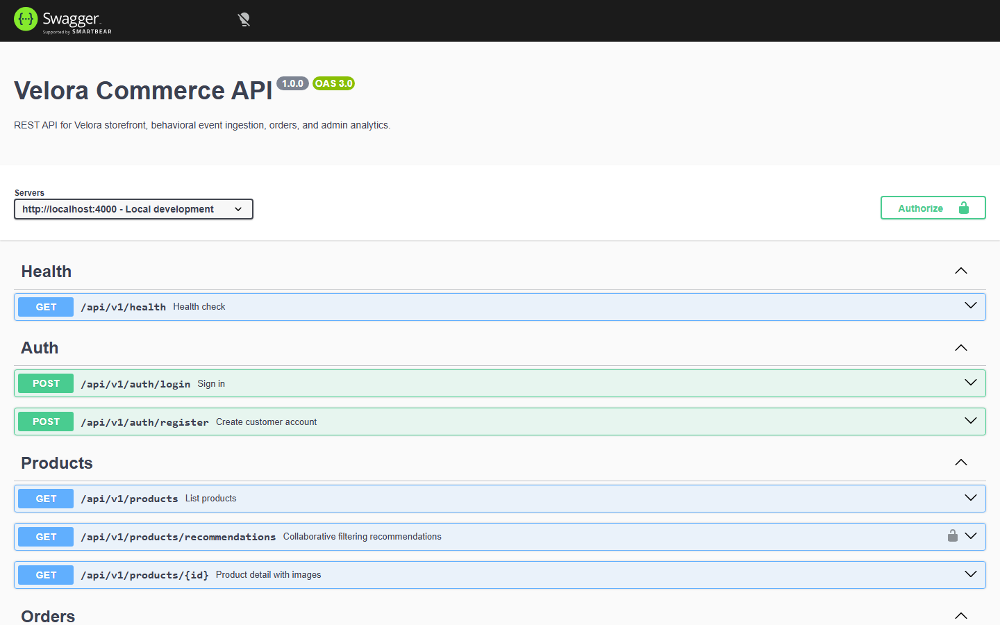 Swagger
Supported by SMARTBEAR
Velora Commerce API 1.0.0 OAS 3.0
REST API for Velora storefront, behavioral event ingestion, orders, and admin analytics.
Servers
http://localhost:4000 - Local development
Authorize
Health
GET /api/v1/health Health check
Auth
POST /api/v1/auth/login Sign in
POST /api/v1/auth/register Create customer account
Products
GET /api/v1/products List products
GET /api/v1/products/recommendations Collaborative filtering recommendations
GET /api/v1/products/{id} Product detail with images
Orders